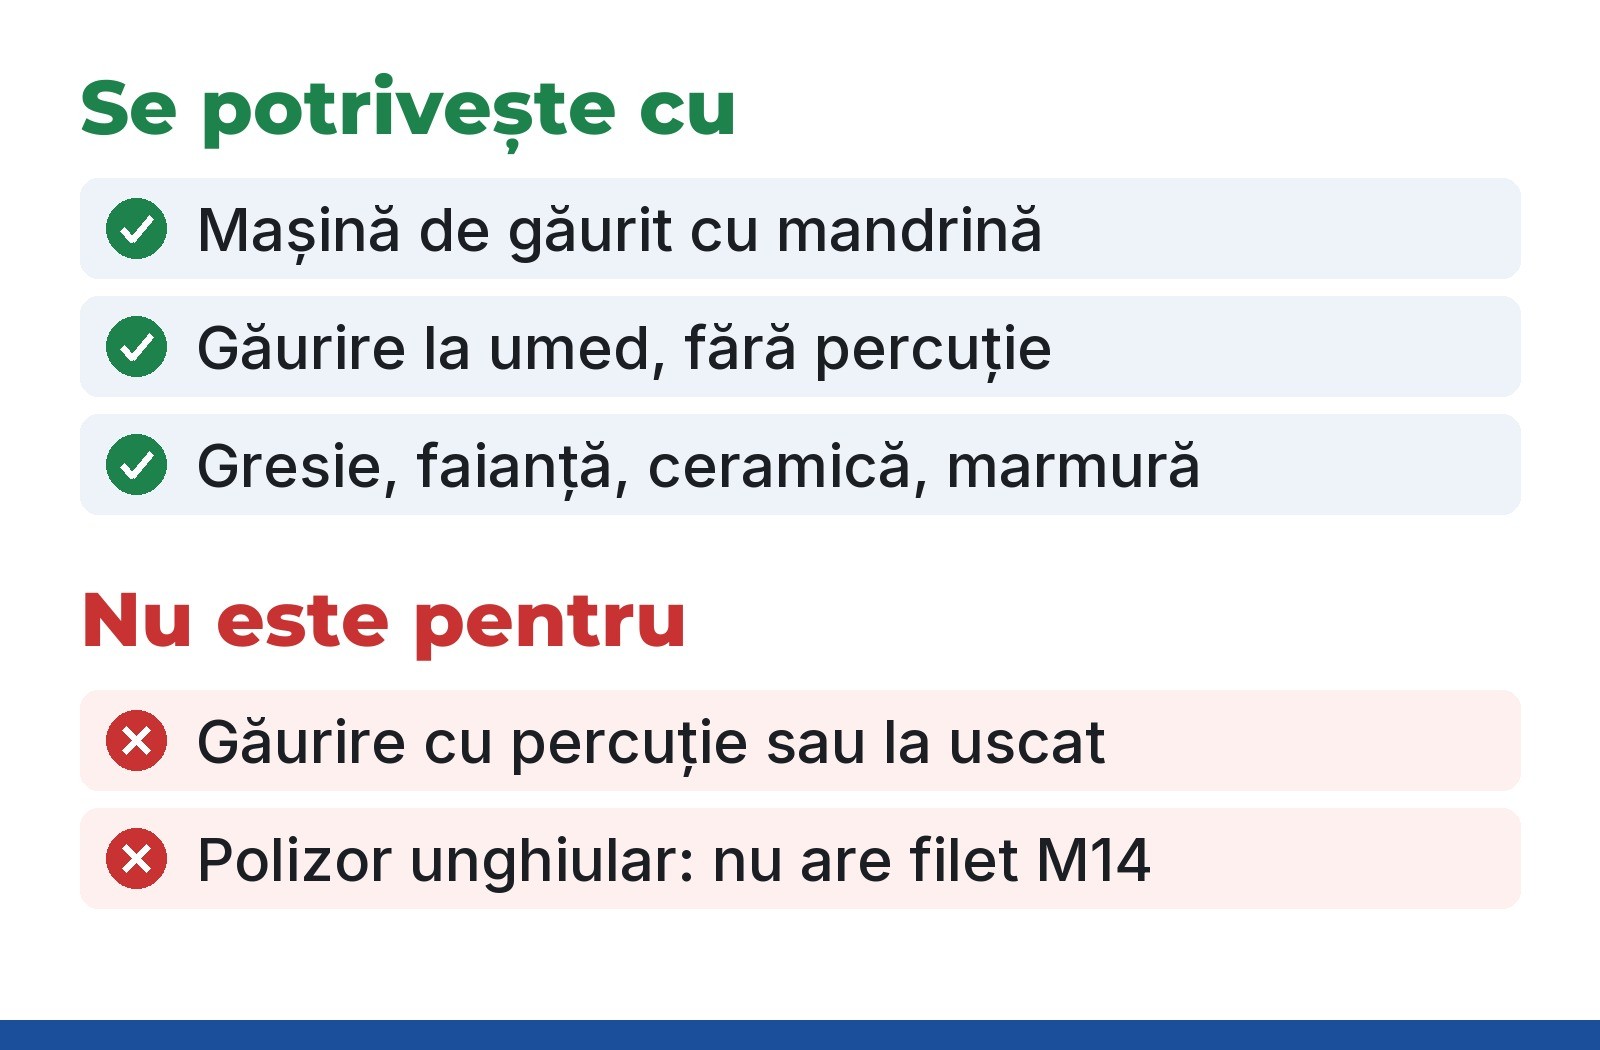 Se potrivește cu
Mașină de găurit cu mandrină
Găurire la umed, fără percuție
Gresie, faianță, ceramică, marmură
Nu este pentru
Găurire cu percuție sau la uscat
Polizor unghiular: nu are filet M14